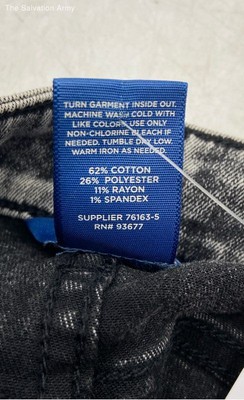 The Salvation Army
TURN GARMENT INSIDE OUT.
MACHINE WASH COLD WITH
LIKE COLORS USE ONLY
NON-CHLORINE BLEACH IF
NEEDED. TUMBLE DRY LOW.
WARM IRON AS NEEDED.
62% COTTON
26% POLYESTER
11% RAYON
1% SPANDEX
SUPPLIER 76163-5
RN# 93677